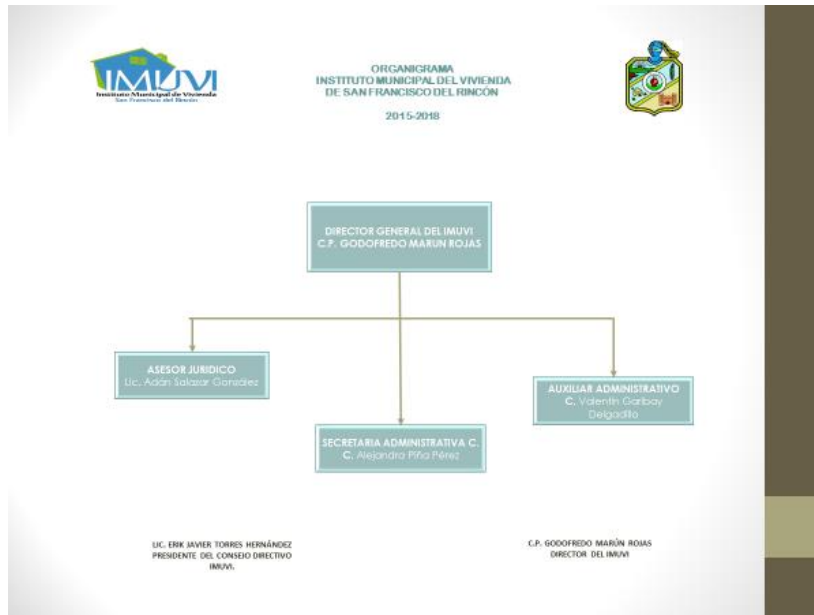 IMUVI
Instituto Municipal de Vivienda
San Francisco del Rincón
ORGANIGRAMA
INSTITUTO MUNICIPAL DEL VIVIENDA
DE SAN FRANCISCO DEL RINCÓN
2015-2018
DIRECTOR GENERAL DEL IMUVI
C.P. GODOFREDO MARUN ROJAS
ASESOR JURIDICO
Lic. Adán Salazar González
AUXILIAR ADMINISTRATIVO
C. Valentín Garibay
Delgadillo
SECRETARIA ADMINISTRATIVA C.
C. Alejandra Piña Pérez
LIC. ERIK JAVIER TORRES HERNÁNDEZ
PRESIDENTE DEL CONSEJO DIRECTIVO
IMUVI.
C.P. GODOFREDO MARÚN ROJAS
DIRECTOR DEL IMUVI